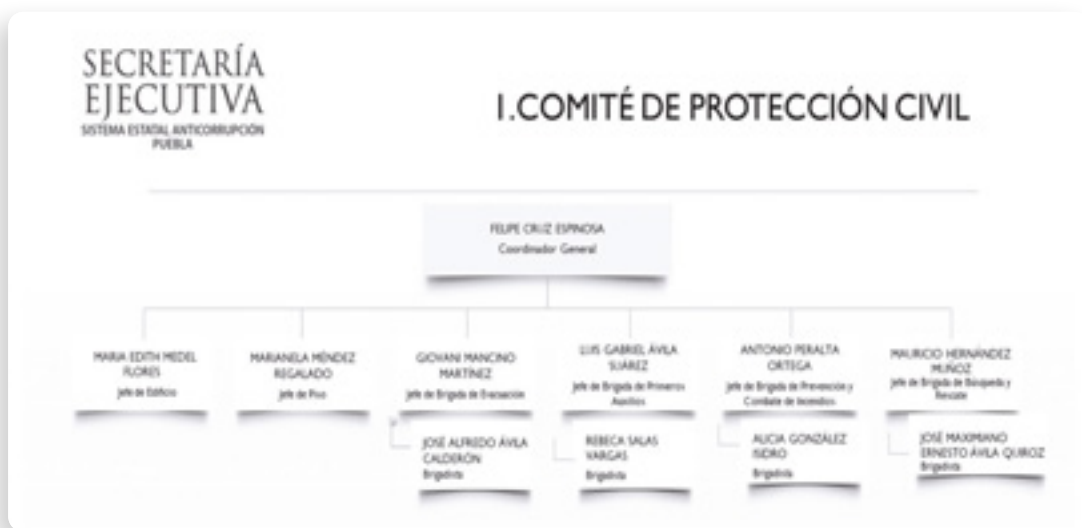 SECRETARÍA
EJECUTIVA
SISTEMA ESTATAL ANTICORRUPCIÓN
PUEBLA
I.COMITÉ DE PROTECCIÓN CIVIL
FELIPE CRUZ ESPINOSA
Coordinador General
MARIA EDITH MEDEL
FLORES
Jefe de Edificio
MARIANELA MÉNDEZ
REGALADO
Jefe de Piso
GIOVANI MANCINO
MARTÍNEZ
Jefe de Brigada de Evacuación
LUIS GABRIEL ÁVILA
SUÁREZ
Jefe de Brigada de Primeros
Auxilios
ANTONIO PERALTA
ORTEGA
Jefe de Brigada de Prevención y
Combate de Incendios
MAURICIO HERNÁNDEZ
MUÑOZ
Jefe de Brigada de Búsqueda y
Rescate
JOSÉ ALFREDO ÁVILA
CALDERÓN
Brigadista
REBECA SALAS
VARGAS
Brigadista
ALICIA GONZÁLEZ
ISIDRO
Brigadista
JOSÉ MAXIMIANO
ERNESTO ÁVILA QUIROZ
Brigadista